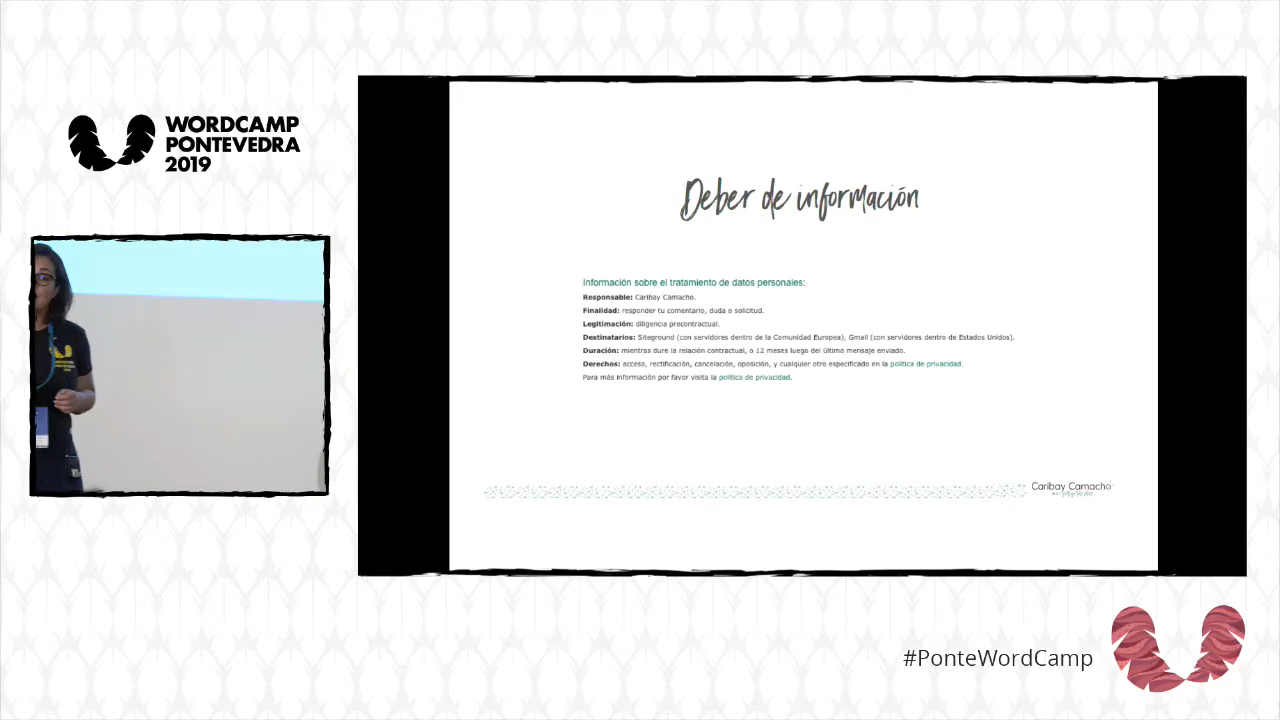 WORDCAMP
PONTEVEDRA
2019
Deber de información
Información sobre el tratamiento de datos personales:
Responsable: Caribay Camacho.
Finalidad: responder tu comentario, duda o solicitud.
Legitimación: diligencia precontractual.
Destinatarios: Siteground (con servidores dentro de la Comunidad Europea), Gmail (con servidores dentro de Estados Unidos).
Duración: mientras dure la relación contractual, o 12 meses luego del último mensaje enviado.
Derechos: acceso, rectificación, cancelación, oposición, y cualquier otro especificado en la política de privacidad.
Para más información por favor visita la política de privacidad.
Caribay Camacho
#PonteWordCamp